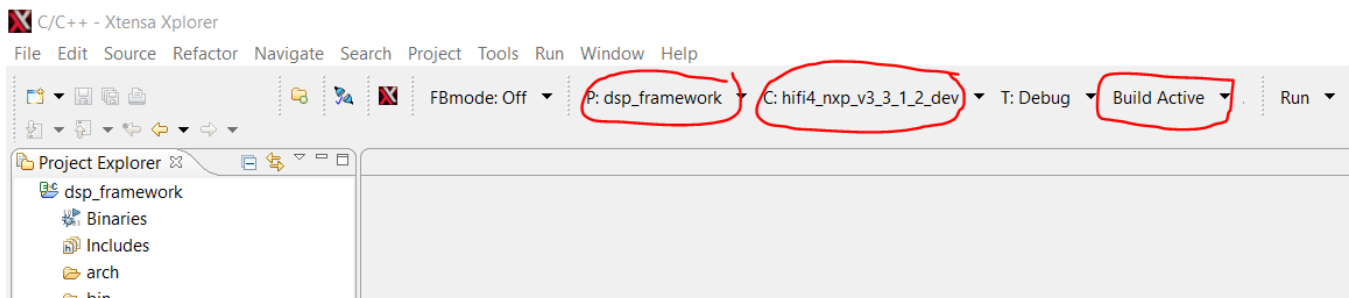 C/C++ - Xtensa Xplorer
File Edit Source Refactor Navigate Search Project Tools Run Window Help
FBmode: Off P: dsp_framework C: hifi4_nxp_v3_3_1_2_dev T: Debug Build Active Run
Project Explorer
dsp_framework
Binaries
Includes
arch
bin